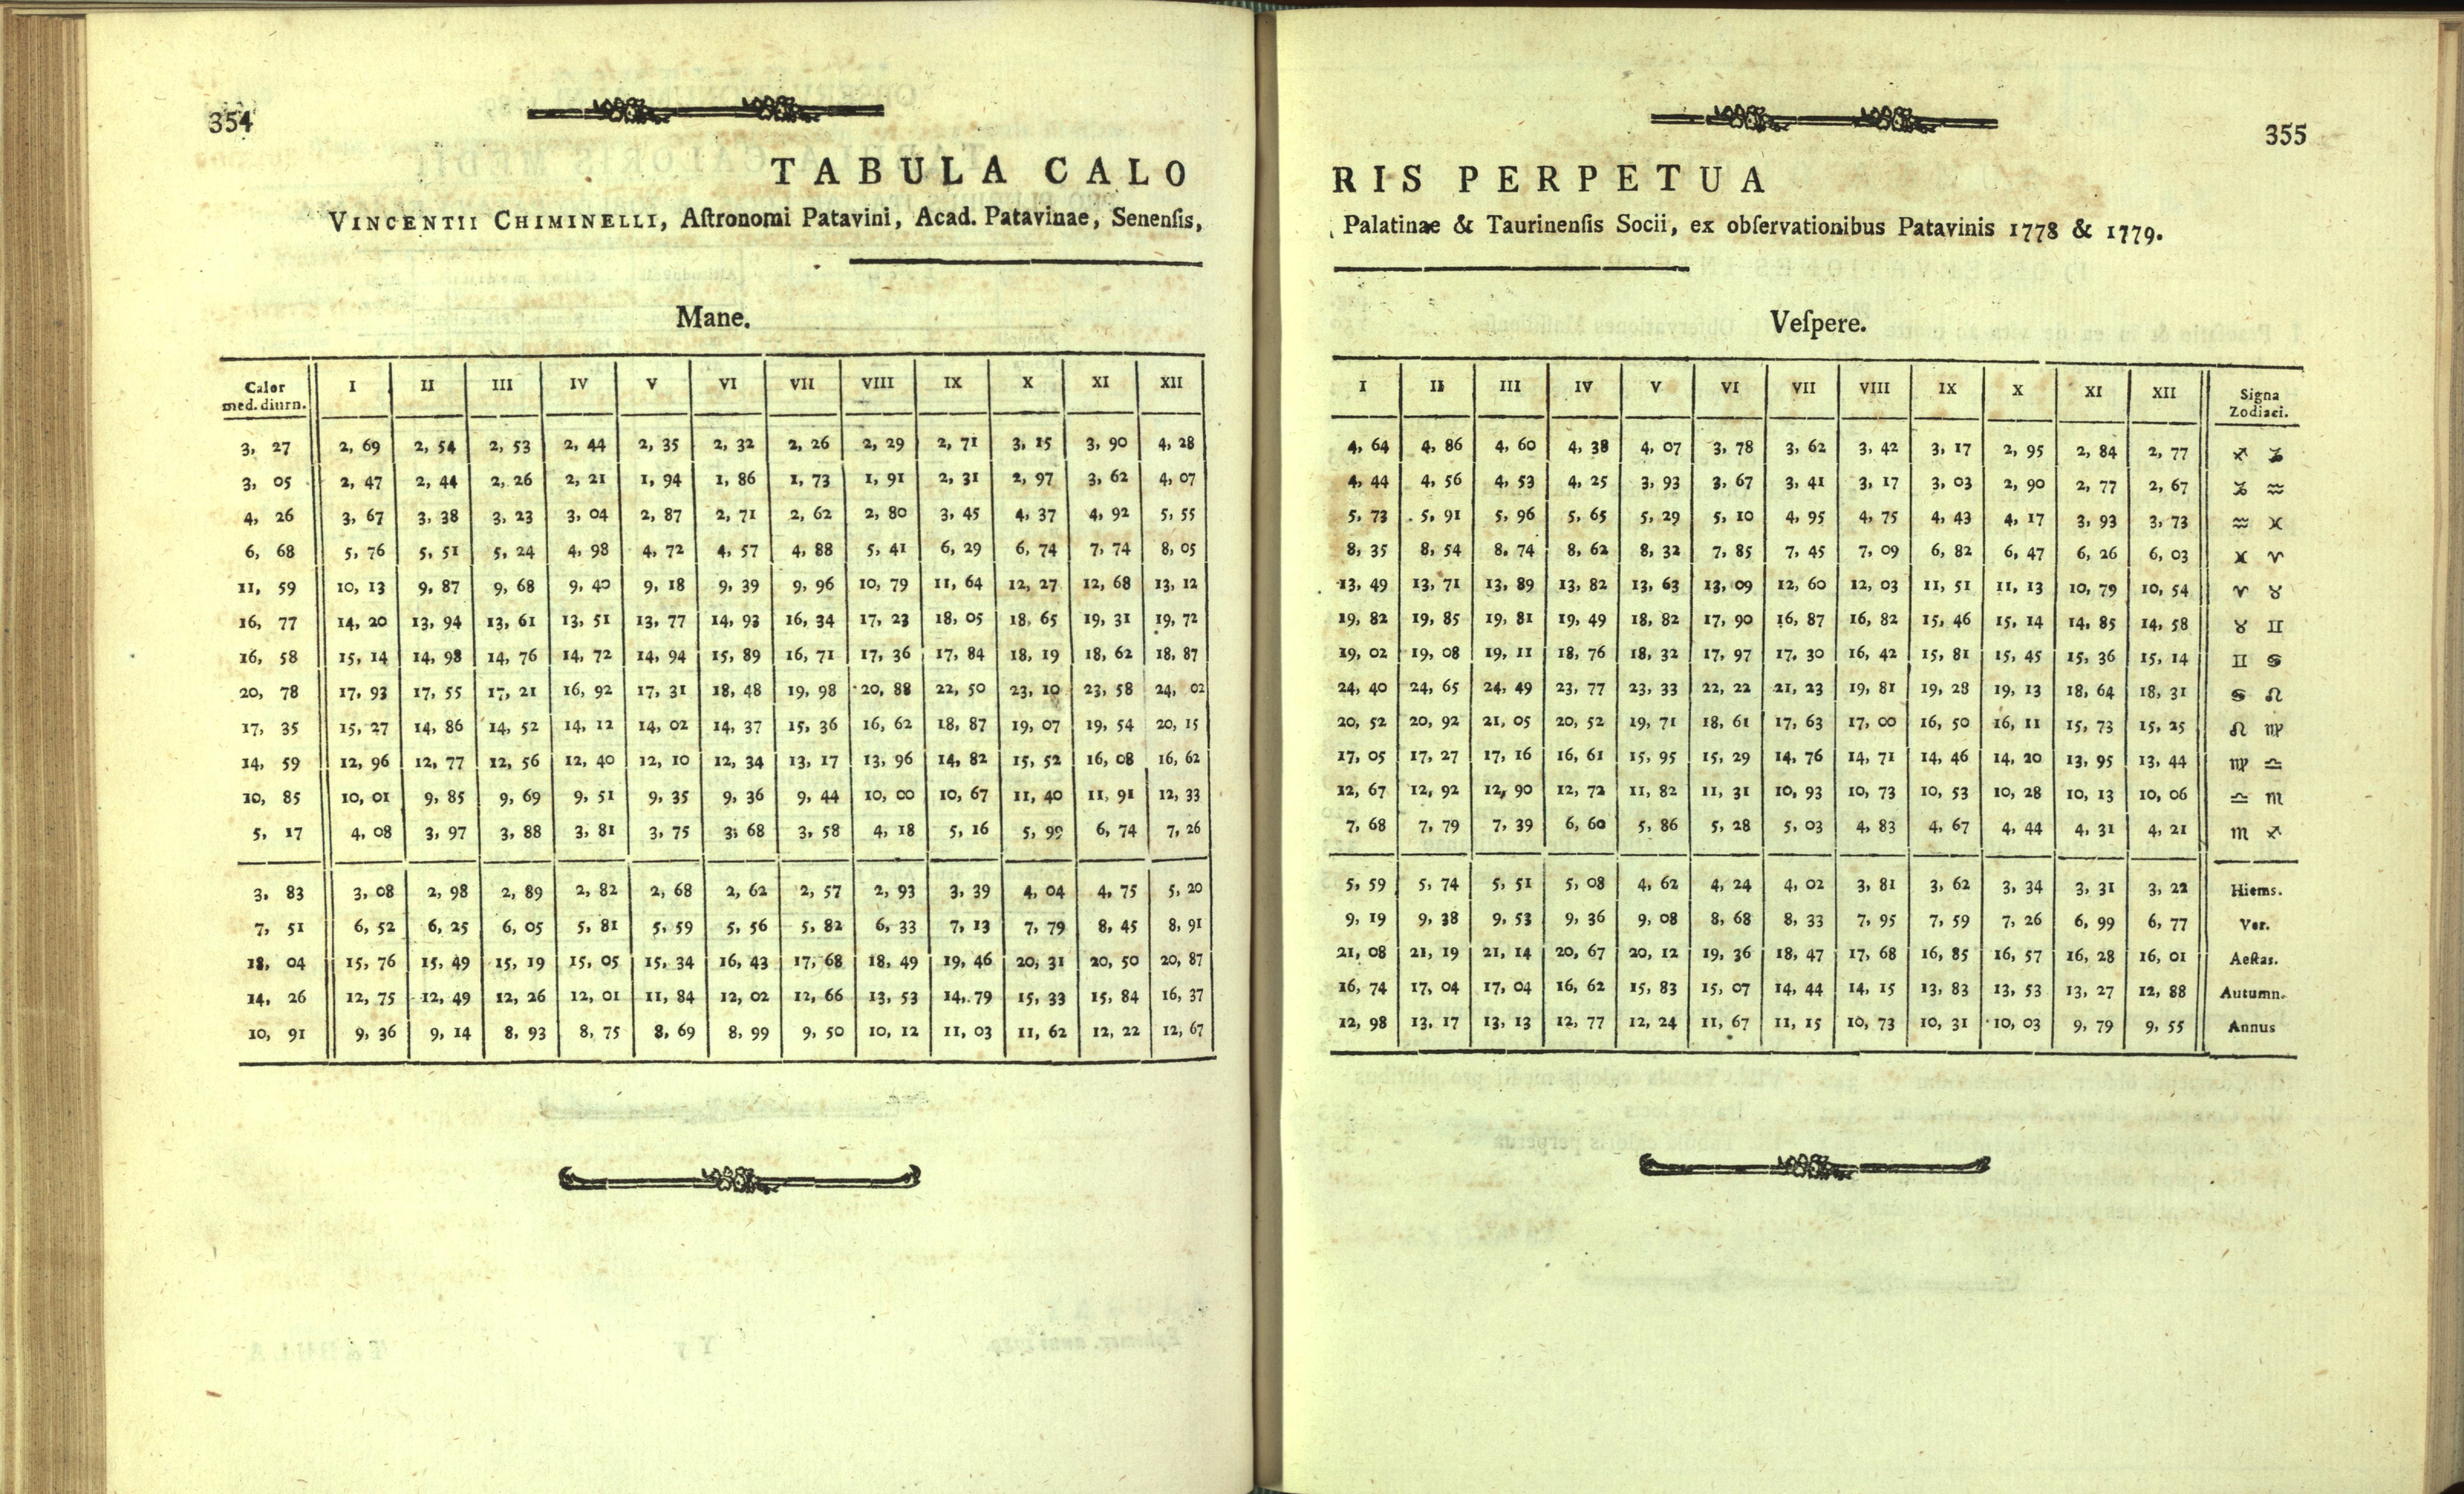 354
TABULA CALO
VINCENTII CHIMINELLI, Aſtronomi Patavini, Acad. Patavinae, Senenſis,
Mane.
Calor med. diurn. I II III IV V VI VII VIII IX X XI XII
3, 27 2, 69 2, 54 2, 53 2, 44 2, 35 2, 32 2, 26 2, 29 2, 71 3, 15 3, 90 4, 28
3, 05 2, 47 2, 44 2, 26 2, 21 1, 94 1, 86 1, 73 1, 91 2, 31 2, 97 3, 62 4, 07
4, 26 3, 67 3, 38 3, 23 3, 04 2, 87 2, 71 2, 62 2, 80 3, 45 4, 37 4, 92 5, 55
6, 68 5, 76 5, 51 5, 24 4, 98 4, 72 4, 57 4, 88 5, 41 6, 29 6, 74 7, 74 8, 05
11, 59 10, 13 9, 87 9, 68 9, 40 9, 18 9, 39 9, 96 10, 79 11, 64 12, 27 12, 68 13, 12
16, 77 14, 20 13, 94 13, 61 13, 51 13, 77 14, 93 16, 34 17, 23 18, 05 18, 65 19, 31 19, 72
16, 58 15, 14 14, 98 14, 76 14, 72 14, 94 15, 89 16, 71 17, 36 17, 84 18, 19 18, 62 18, 87
20, 78 17, 93 17, 55 17, 21 16, 92 17, 31 18, 48 19, 98 20, 88 22, 50 23, 10 23, 58 24, 02
17, 35 15, 27 14, 86 14, 52 14, 12 14, 02 14, 37 15, 36 16, 62 18, 87 19, 07 19, 54 20, 15
14, 59 12, 96 12, 77 12, 56 12, 40 12, 10 12, 34 13, 17 13, 96 14, 82 15, 52 16, 08 16, 62
10, 85 10, 01 9, 85 9, 69 9, 51 9, 35 9, 36 9, 44 10, 00 10, 67 11, 40 11, 91 12, 33
5, 17 4, 08 3, 97 3, 88 3, 81 3, 75 3, 68 3, 58 4, 18 5, 16 5, 99 6, 74 7, 26
3, 83 3, 08 2, 98 2, 89 2, 82 2, 68 2, 62 2, 57 2, 93 3, 39 4, 04 4, 75 5, 20
7, 51 6, 52 6, 25 6, 05 5, 81 5, 59 5, 56 5, 82 6, 33 7, 13 7, 79 8, 45 8, 91
18, 04 15, 76 15, 49 15, 19 15, 05 15, 34 16, 43 17, 68 18, 49 19, 46 20, 31 20, 50 20, 87
14, 26 12, 75 12, 49 12, 26 12, 01 11, 84 12, 02 12, 66 13, 53 14, 79 15, 33 15, 84 16, 37
10, 91 9, 36 9, 14 8, 93 8, 75 8, 69 8, 99 9, 50 10, 12 11, 03 11, 62 12, 22 12, 67
355
RIS PERPETUA
Palatinae & Taurinenſis Socii, ex obſervationibus Patavinis 1778 & 1779.
Veſpere.
I II III IV V VI VII VIII IX X XI XII Signa Zodiaci.
4, 64 4, 86 4, 60 4, 38 4, 07 3, 78 3, 62 3, 42 3, 17 2, 95 2, 84 2, 77 ♐ ♑
4, 44 4, 56 4, 53 4, 25 3, 93 3, 67 3, 41 3, 17 3, 03 2, 90 2, 77 2, 67 ♑ ♒
5, 73 5, 91 5, 96 5, 65 5, 29 5, 10 4, 95 4, 75 4, 43 4, 17 3, 93 3, 73 ♒ ♓
8, 35 8, 54 8, 74 8, 62 8, 32 7, 85 7, 45 7, 09 6, 82 6, 47 6, 26 6, 03 ♓ ♈
13, 49 13, 71 13, 89 13, 82 13, 63 13, 09 12, 60 12, 03 11, 51 11, 13 10, 79 10, 54 ♈ ♉
19, 82 19, 85 19, 81 19, 49 18, 82 17, 90 16, 87 16, 82 15, 46 15, 14 14, 85 14, 58 ♉ ♊
19, 02 19, 08 19, 11 18, 76 18, 32 17, 97 17, 30 16, 42 15, 81 15, 45 15, 36 15, 14 ♊ ♋
24, 40 24, 65 24, 49 23, 77 23, 33 22, 22 21, 23 19, 81 19, 28 19, 13 18, 64 18, 31 ♋ ♌
20, 52 20, 92 21, 05 20, 52 19, 71 18, 61 17, 63 17, 00 16, 50 16, 11 15, 73 15, 25 ♌ ♍
17, 05 17, 27 17, 16 16, 61 15, 95 15, 29 14, 76 14, 71 14, 46 14, 20 13, 95 13, 44 ♍ ♎
12, 67 12, 92 12, 90 12, 72 11, 82 11, 31 10, 93 10, 73 10, 53 10, 28 10, 13 10, 06 ♎ ♏
7, 68 7, 79 7, 39 6, 60 5, 86 5, 28 5, 03 4, 83 4, 67 4, 44 4, 31 4, 21 ♏ ♐
5, 59 5, 74 5, 51 5, 08 4, 62 4, 24 4, 02 3, 81 3, 62 3, 34 3, 31 3, 22 Hiems.
9, 19 9, 38 9, 53 9, 36 9, 08 8, 68 8, 33 7, 95 7, 59 7, 26 6, 99 6, 77 Ver.
21, 08 21, 19 21, 14 20, 67 20, 12 19, 36 18, 47 17, 68 16, 85 16, 57 16, 28 16, 01 Aeſtas.
16, 74 17, 04 17, 04 16, 62 15, 83 15, 07 14, 44 14, 15 13, 83 13, 53 13, 27 12, 88 Autumn.
12, 98 13, 17 13, 13 12, 77 12, 24 11, 67 11, 15 10, 73 10, 31 10, 03 9, 79 9, 55 Annus